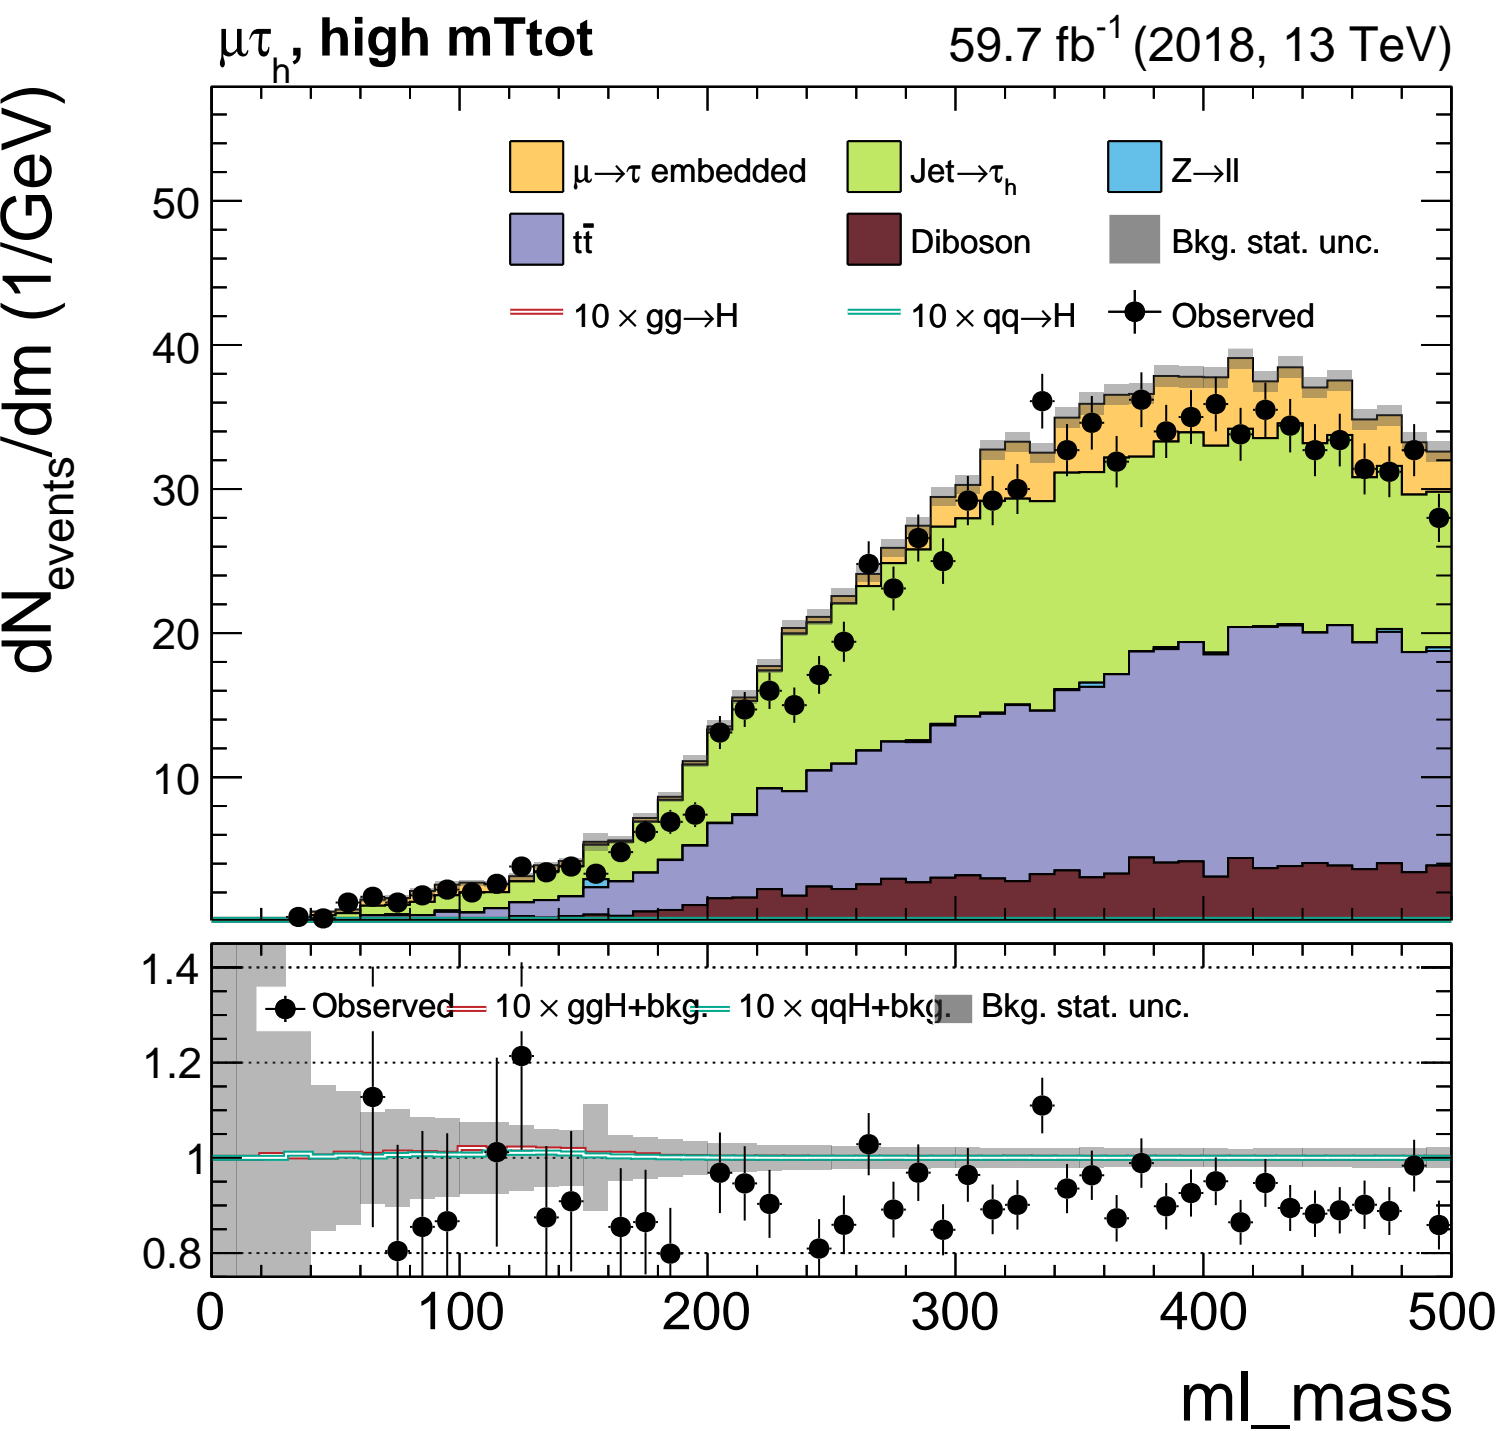 μτh, high mTtot
59.7 fb-1 (2018, 13 TeV)
dNevents/dm (1/GeV)
μ→τ embedded
Jet→τh
Z→ll
tt̄
Diboson
Bkg. stat. unc.
10 × gg→H
10 × qq→H
Observed
50
40
30
20
10
1.4
Observed
10 × ggH+bkg.
10 × qqH+bkg.
Bkg. stat. unc.
1.2
1
0.8
0
100
200
300
400
500
ml_mass